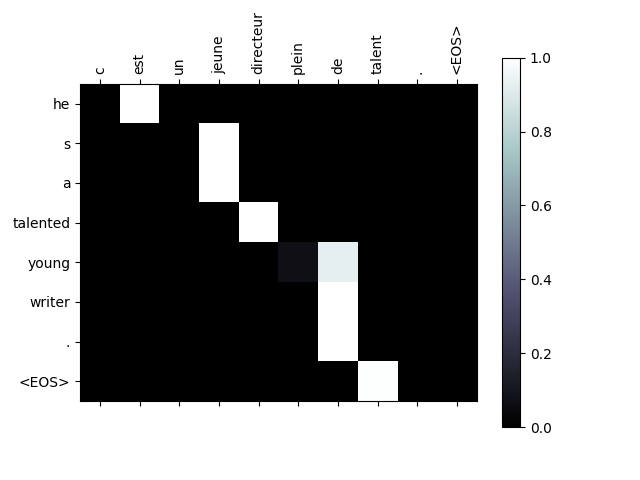 c est un jeune directeur plein de talent . <EOS>
he
s
a
talented
young
writer
.
<EOS>
1.0
0.8
0.6
0.4
0.2
0.0